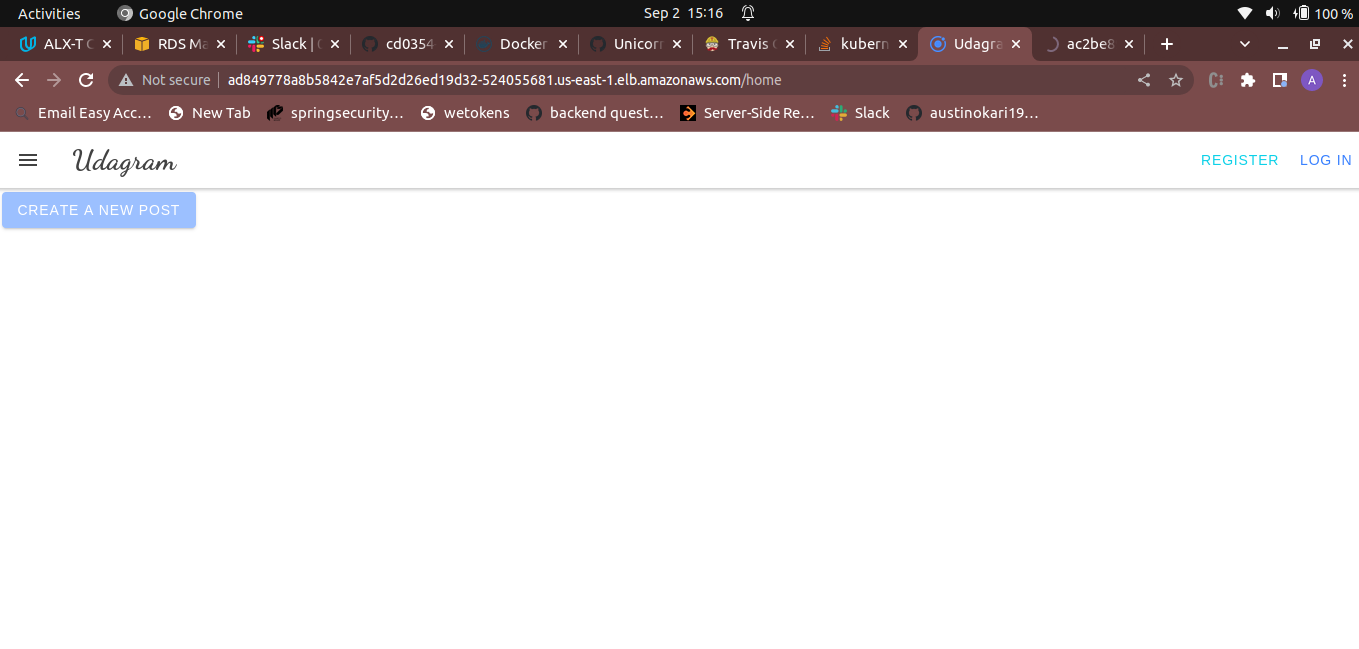 Activities Google Chrome Sep 2 15:16 100 %
ALX-T C RDS Ma Slack | C cd0354- Docker Unicorn Travis C kubern Udagra ac2be8
Not secure ad849778a8b5842e7af5d2d26ed19d32-524055681.us-east-1.elb.amazonaws.com/home A
Email Easy Acc... New Tab springsecurity... wetokens backend quest... Server-Side Re... Slack austinokari19...
Udagram REGISTER LOG IN
CREATE A NEW POST